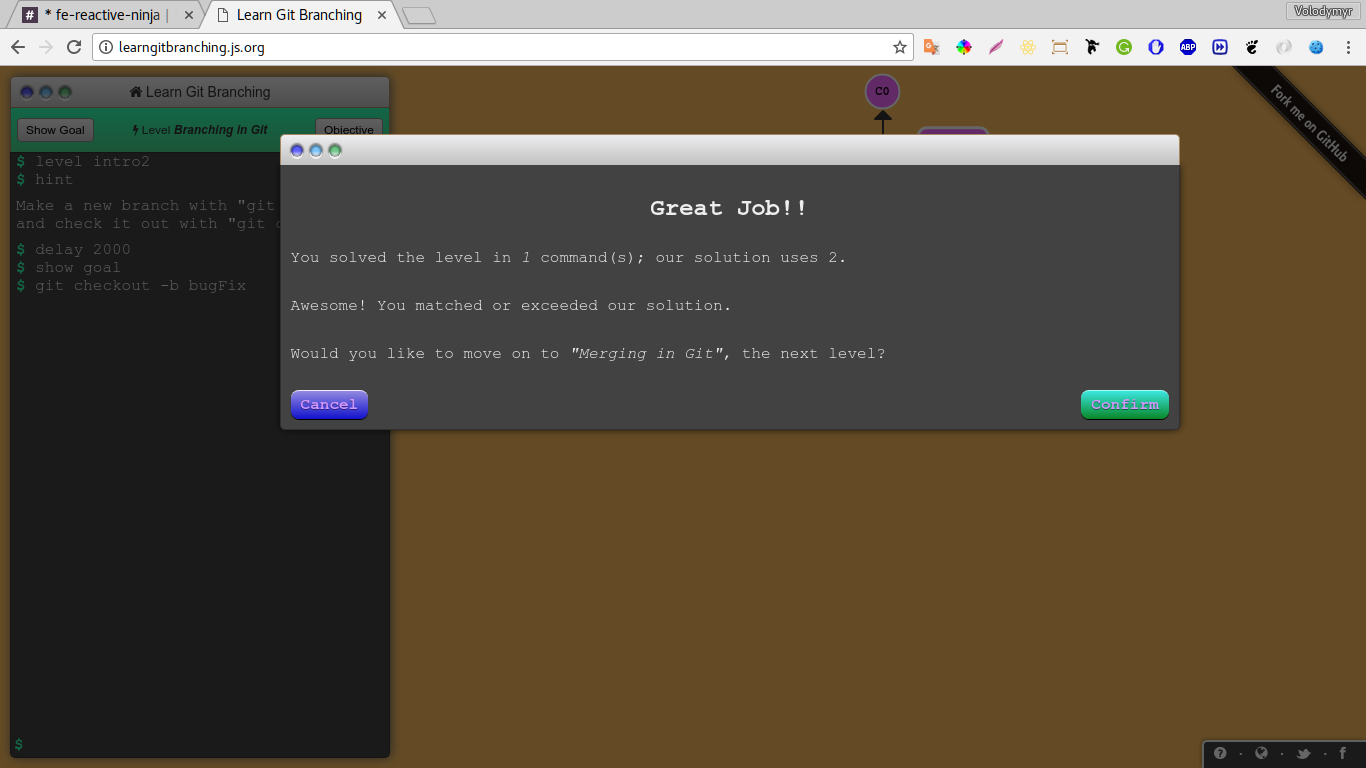 * fe-reactive-ninja |
Learn Git Branching
Volodymyr
learngitbranching.js.org
Learn Git Branching
Show Goal
Level Branching in Git
Objective
C0
Fork me on GitHub
$ level intro2
$ hint
Make a new branch with "git
and check it out with "git
$ delay 2000
$ show goal
$ git checkout -b bugFix
Great Job!!
You solved the level in 1 command(s); our solution uses 2.
Awesome! You matched or exceeded our solution.
Would you like to move on to "Merging in Git", the next level?
Cancel
Confirm
$